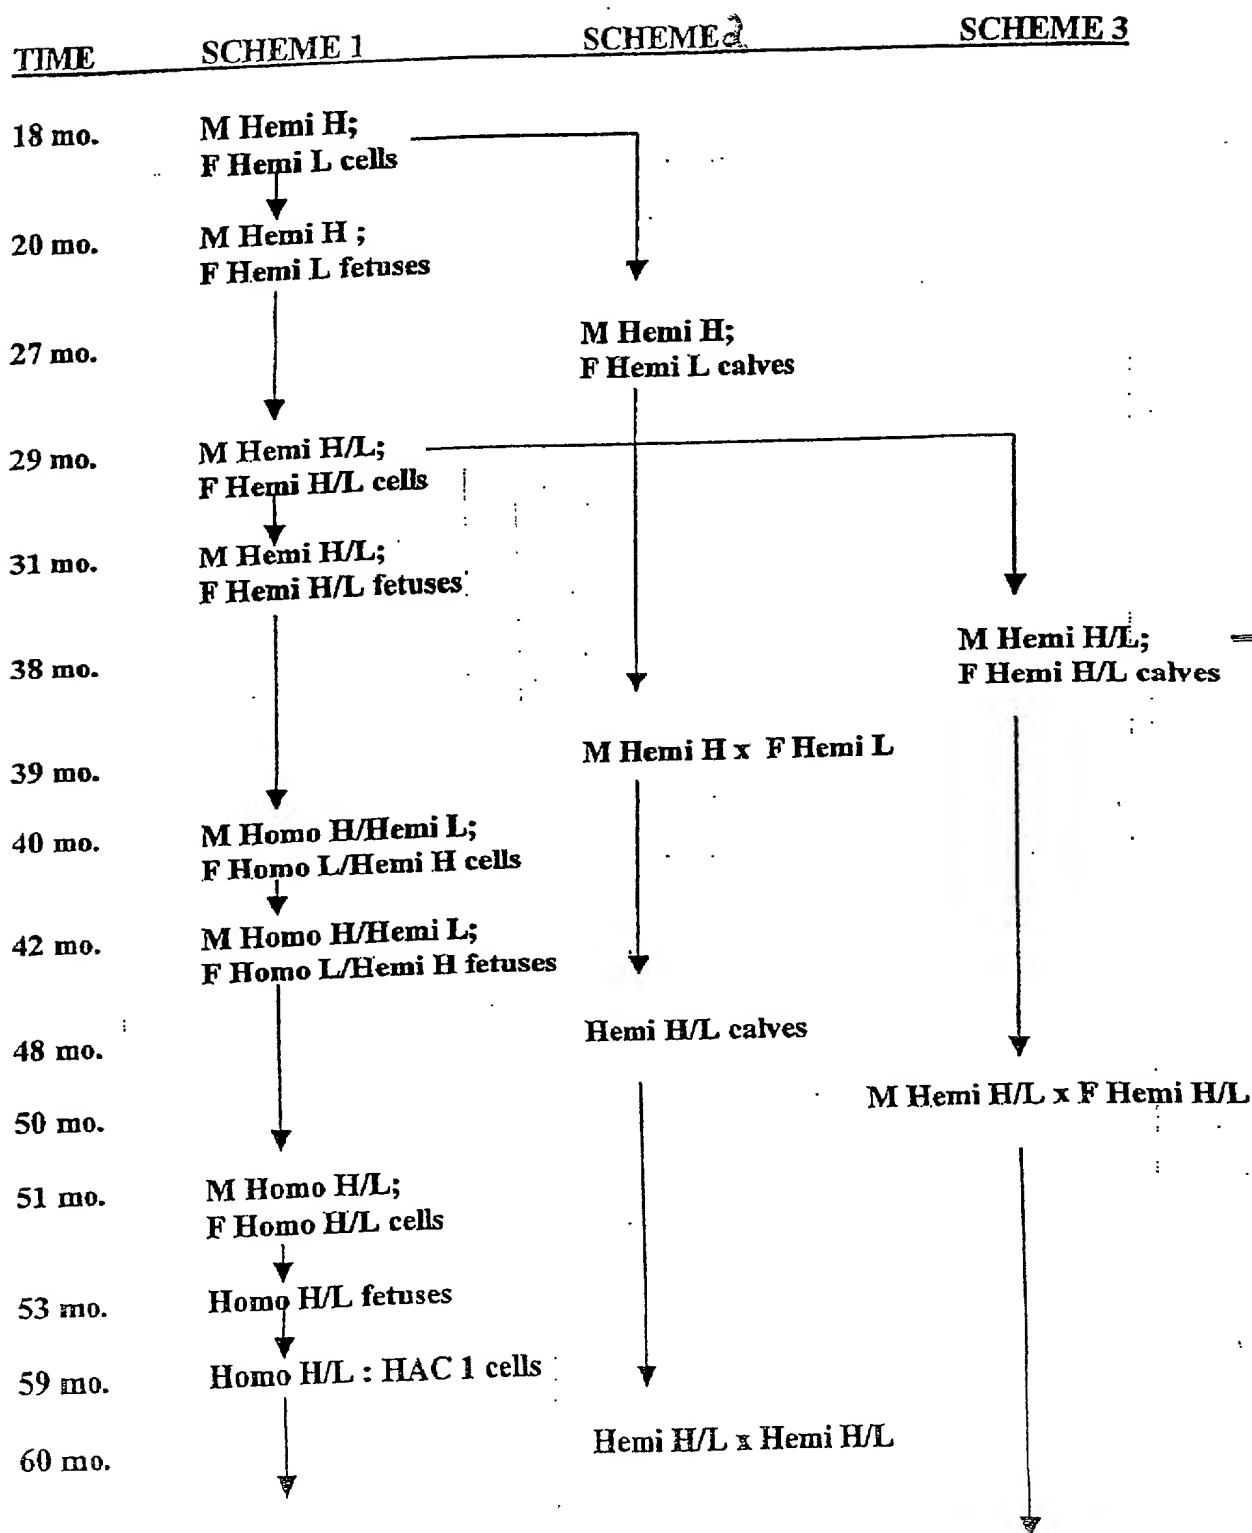 TIME SCHEME 1 SCHEME 2 SCHEME 3
18 mo. M Hemi H;
F Hemi L cells
20 mo. M Hemi H ;
F Hemi L fetuses
27 mo. M Hemi H;
F Hemi L calves
29 mo. M Hemi H/L;
F Hemi H/L cells
31 mo. M Hemi H/L;
F Hemi H/L fetuses
38 mo. M Hemi H/L;
F Hemi H/L calves
39 mo. M Hemi H x F Hemi L
40 mo. M Homo H/Hemi L;
F Homo L/Hemi H cells
42 mo. M Homo H/Hemi L;
F Homo L/Hemi H fetuses
48 mo. Hemi H/L calves
50 mo. M Hemi H/L x F Hemi H/L
51 mo. M Homo H/L;
F Homo H/L cells
53 mo. Homo H/L fetuses
59 mo. Homo H/L : HAC 1 cells
60 mo. Hemi H/L x Hemi H/L